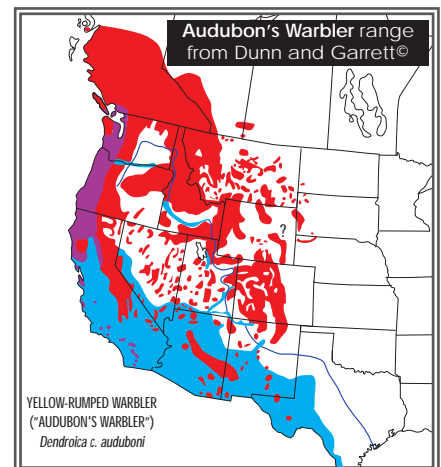 Audubon's Warbler range
from Dunn and Garrett©
?
YELLOW-RUMPED WARBLER
("AUDUBON'S WARBLER")
Dendroica c. auduboni